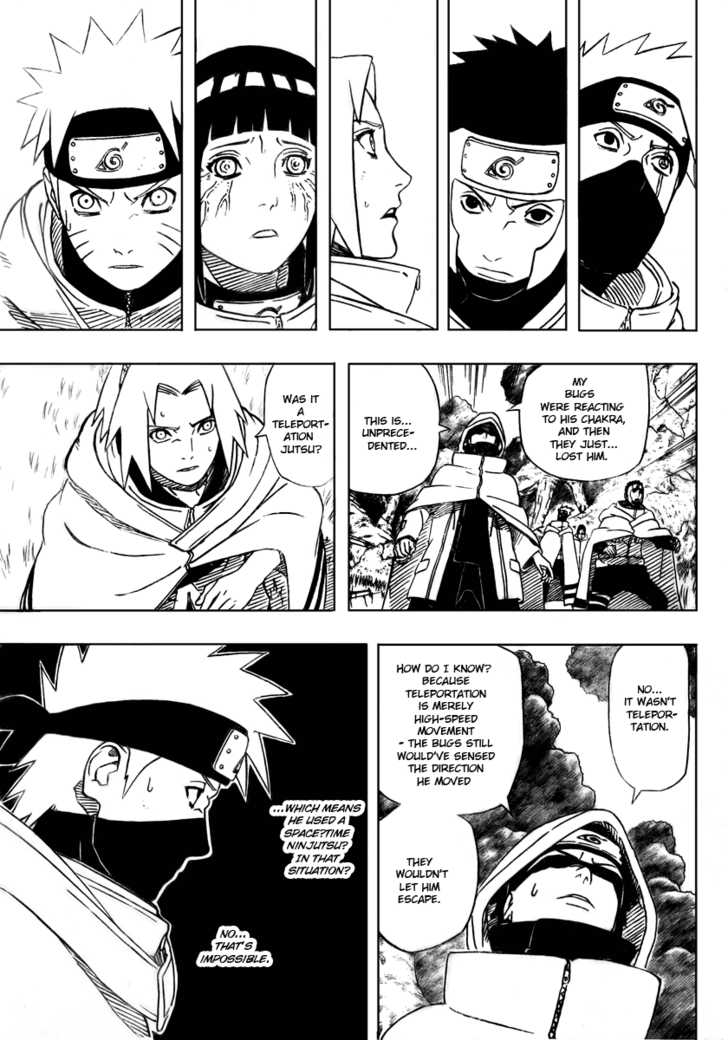 MY
BUGS
WERE REACTING
TO HIS CHAKRA,
AND THEN
THEY JUST...
LOST HIM.
THIS IS...
UNPRECE-
DENTED...
WAS IT
A
TELEPORT-
ATION
JUTSU?
NO...
IT WASN'T
TELEPOR-
TATION.
HOW DO I KNOW?
BECAUSE
TELEPORTATION
IS MERELY
HIGH-SPEED
MOVEMENT
- THE BUGS STILL
WOULD'VE SENSED
THE DIRECTION
HE MOVED
THEY
WOULDN'T
LET HIM
ESCAPE.
...WHICH MEANS
HE USED A
SPACE?TIME
NINJUTSU?
IN THAT
SITUATION?
NO...
THAT'S
IMPOSSIBLE.